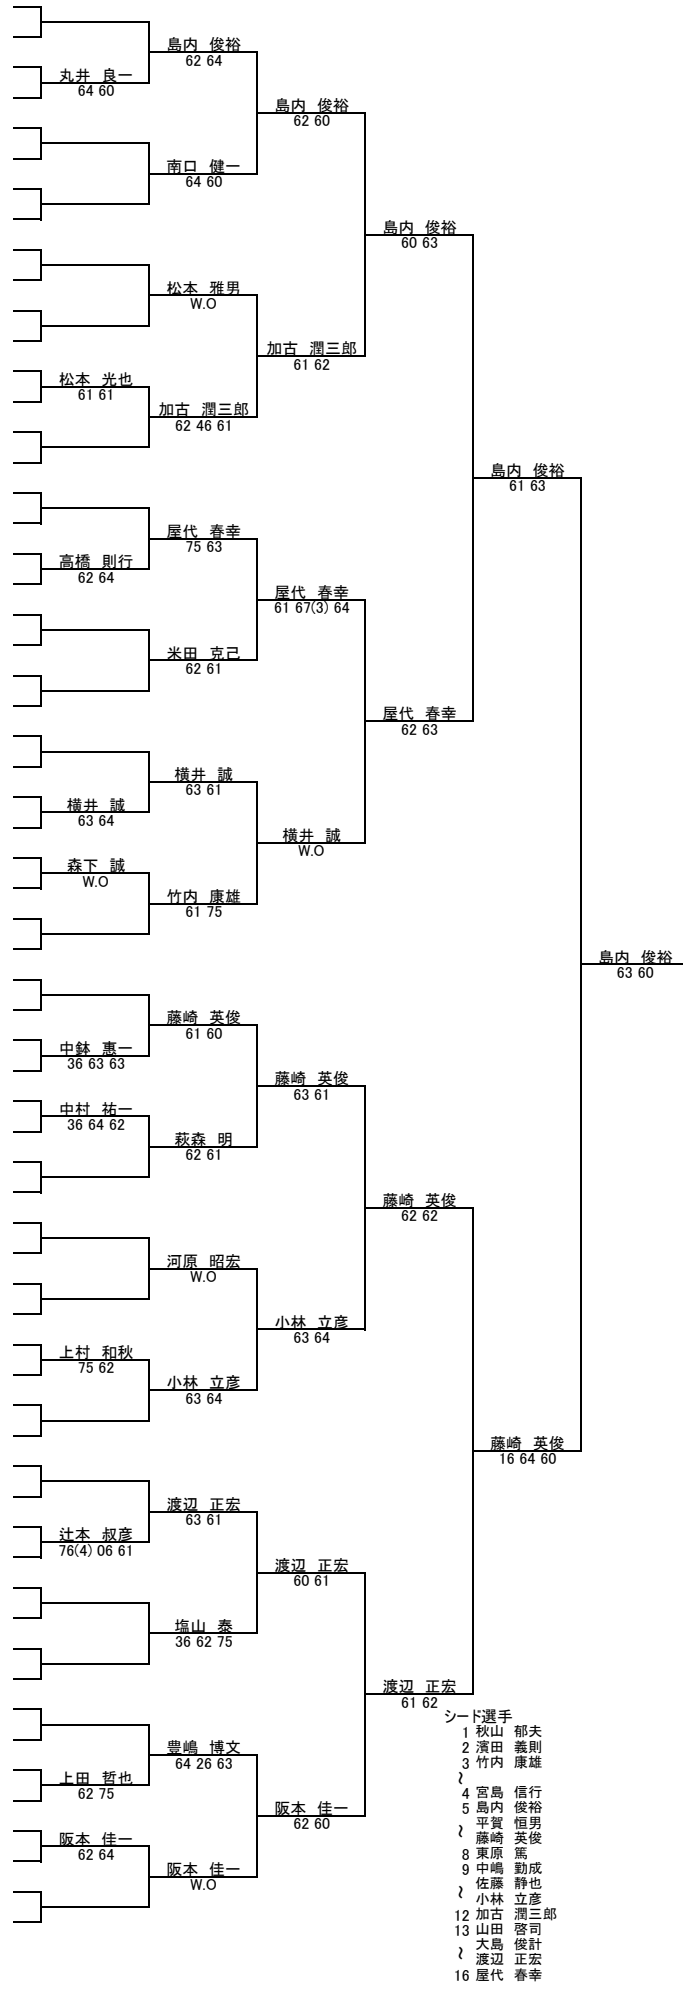 島内 俊裕
62 64
丸井 良一
64 60
島内 俊裕
62 60
南口 健一
64 60
島内 俊裕
60 63
松本 雅男
W.O
加古 潤三郎
61 62
松本 光也
61 61
加古 潤三郎
62 46 61
島内 俊裕
61 63
屋代 春幸
75 63
高橋 則行
62 64
屋代 春幸
61 67(3) 64
米田 克己
62 61
屋代 春幸
62 63
横井 誠
63 61
横井 誠
63 64
横井 誠
W.O
森下 誠
W.O
竹内 康雄
61 75
島内 俊裕
63 60
藤崎 英俊
61 60
中鉢 惠一
36 63 63
藤崎 英俊
63 61
中村 祐一
36 64 62
萩森 明
62 61
藤崎 英俊
62 62
河原 昭宏
W.O
小林 立彦
63 64
上村 和秋
75 62
小林 立彦
63 64
藤崎 英俊
16 64 60
渡辺 正宏
63 61
辻本 叔彦
76(4) 06 61
渡辺 正宏
60 61
塩山 泰
36 62 75
渡辺 正宏
61 62
豊嶋 博文
64 26 63
上田 哲也
62 75
阪本 佳一
62 60
阪本 佳一
62 64
阪本 佳一
W.O
シード選手
1 秋山 郁夫
2 濱田 義則
3 竹内 康雄
~
4 宮島 信行
5 島内 俊裕
平賀 恒男
~
藤崎 英俊
8 東原 篤
9 中嶋 勤成
佐藤 静也
~
小林 立彦
12 加古 潤三郎
13 山田 啓司
大島 俊計
~
渡辺 正宏
16 屋代 春幸